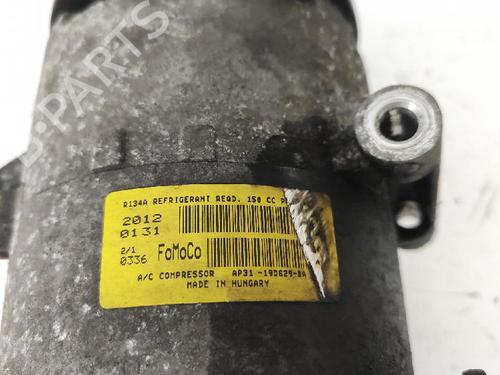 B-PARTS
R134A REFRIGERANT REQD. 150 CC P
2012
0131
2/1
0336 FoMoCo
A/C COMPRESSOR AP31-19D629-BA
MADE IN HUNGARY